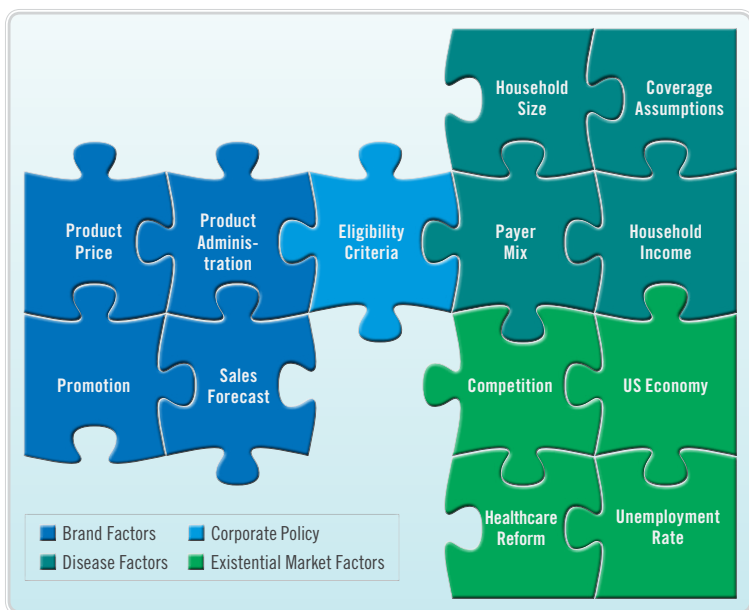 Household
Size
Coverage
Assumptions
Product
Price
Product
Adminis-
tration
Eligibility
Criteria
Payer
Mix
Household
Income
Promotion
Sales
Forecast
Competition
US Economy
Healthcare
Reform
Unemployment
Rate
Brand Factors
Corporate Policy
Disease Factors
Existential Market Factors